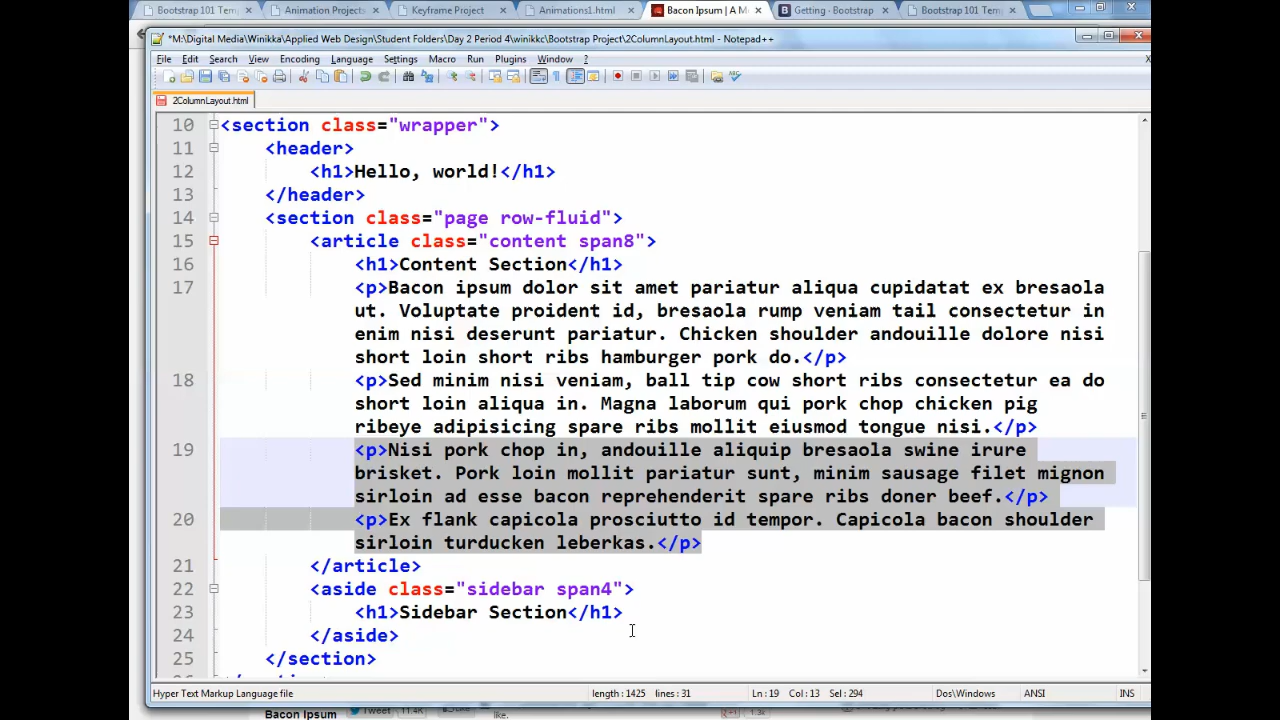 Bootstrap 101 Temp
Animation Projects
Keyframe Project
Animations1.html
Bacon Ipsum | A M
Getting · Bootstrap
Bootstrap 101 Temp
*M:\Digital Media\Winikka\Applied Web Design\Student Folders\Day 2 Period 4\winikkc\Bootstrap Project\2ColumnLayout.html - Notepad++
File Edit Search View Encoding Language Settings Macro Run Plugins Window ? X
2ColumnLayout.html
10 <section class="wrapper">
11 <header>
12 <h1>Hello, world!</h1>
13 </header>
14 <section class="page row-fluid">
15 <article class="content span8">
16 <h1>Content Section</h1>
17 <p>Bacon ipsum dolor sit amet pariatur aliqua cupidatat ex bresaola
ut. Voluptate proident id, bresaola rump veniam tail consectetur in
enim nisi deserunt pariatur. Chicken shoulder andouille dolore nisi
short loin short ribs hamburger pork do.</p>
18 <p>Sed minim nisi veniam, ball tip cow short ribs consectetur ea do
short loin aliqua in. Magna laborum qui pork chop chicken pig
ribeye adipisicing spare ribs mollit eiusmod tongue nisi.</p>
19 <p>Nisi pork chop in, andouille aliquip bresaola swine irure
brisket. Pork loin mollit pariatur sunt, minim sausage filet mignon
sirloin ad esse bacon reprehenderit spare ribs doner beef.</p>
20 <p>Ex flank capicola prosciutto id tempor. Capicola bacon shoulder
sirloin turducken leberkas.</p>
21 </article>
22 <aside class="sidebar span4">
23 <h1>Sidebar Section</h1>
24 </aside>
25 </section>
Hyper Text Markup Language file length : 1425 lines : 31 Ln : 19 Col : 13 Sel : 294 Dos\Windows ANSI INS
Bacon Ipsum Tweet 11.4K Like like. 1.3k